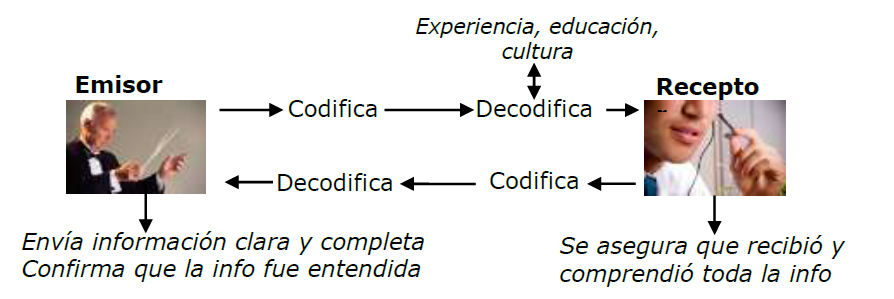 Experiencia, educación,
cultura
Emisor
Recepto
Codifica
Decodifica
Decodifica
Codifica
Envía información clara y completa
Confirma que la info fue entendida
Se asegura que recibió y
comprendió toda la info